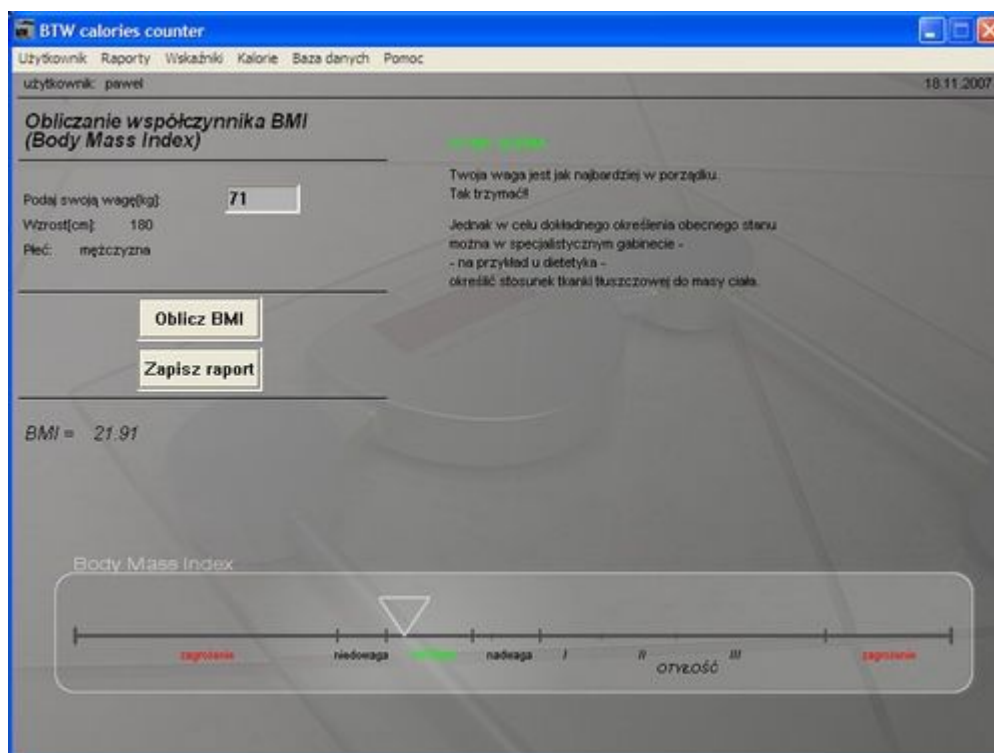 BTW calories counter
Użytkownik Raporty Wskaźniki Kalorie Baza danych Pomoc
użytkownik: pawel 18.11.2007
Obliczanie współczynnika BMI
(Body Mass Index)
Twoja waga jest jak najbardziej w porządku.
Tak trzymać!!
Podaj swoją wagę[kg]: 71
Wzrost[cm]: 180
Płeć: mężczyzna
Jednak w celu dokładnego określenia obecnego stanu
można w specjalistycznym gabinecie -
- na przykład u dietetyka -
określić stosunek tkanki tłuszczowej do masy ciała.
Oblicz BMI
Zapisz raport
BMI = 21.91
Body Mass Index
zagrożenie niedowaga nadwaga I II III zagrożenie
OTYŁOŚĆ